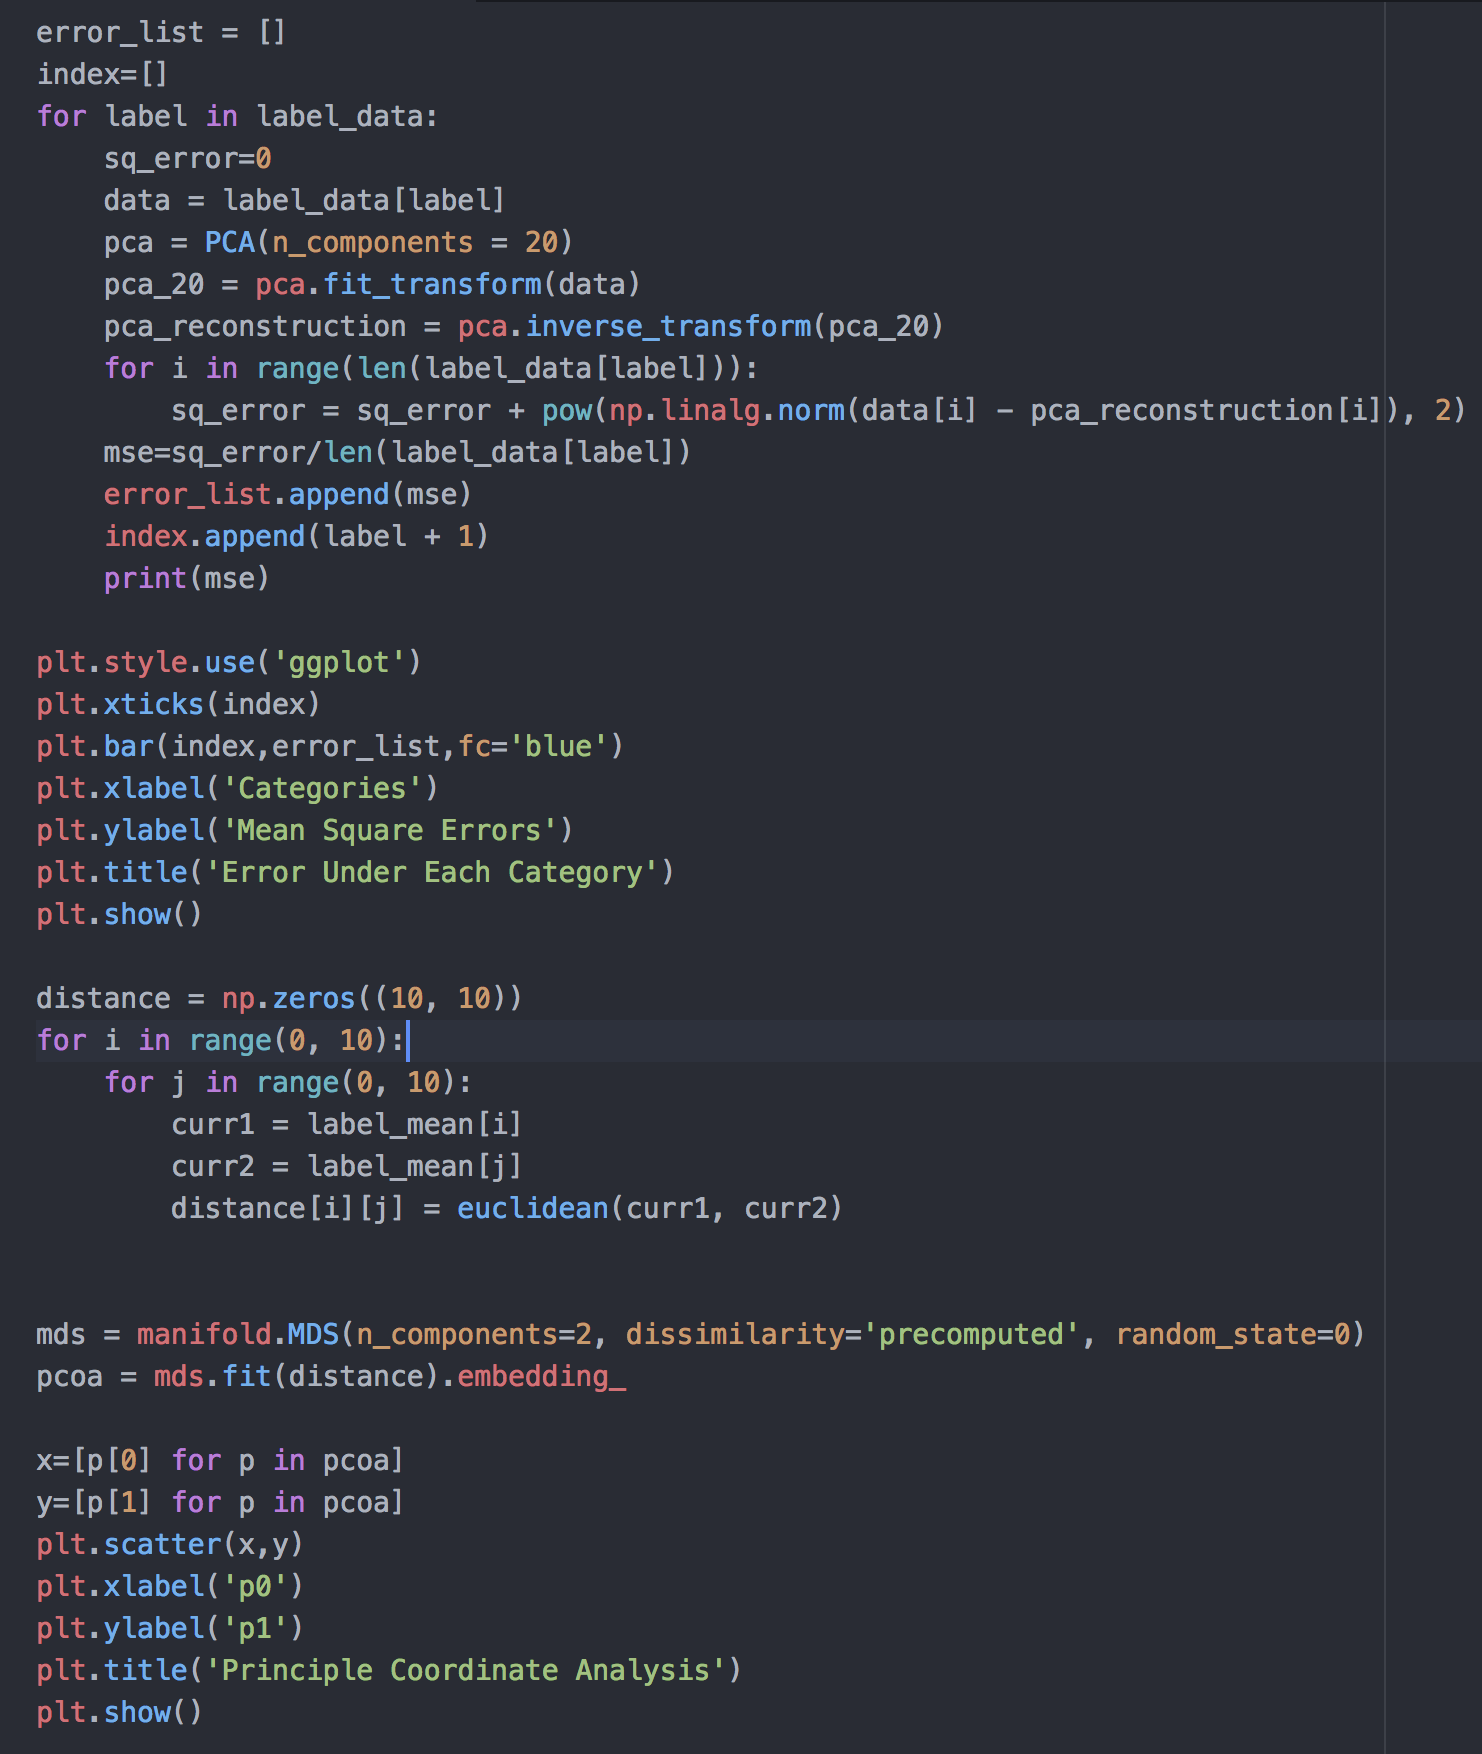 error_list = []
index=[]
for label in label_data:
    sq_error=0
    data = label_data[label]
    pca = PCA(n_components = 20)
    pca_20 = pca.fit_transform(data)
    pca_reconstruction = pca.inverse_transform(pca_20)
    for i in range(len(label_data[label])):
        sq_error = sq_error + pow(np.linalg.norm(data[i] - pca_reconstruction[i]), 2)
    mse=sq_error/len(label_data[label])
    error_list.append(mse)
    index.append(label + 1)
    print(mse)

plt.style.use('ggplot')
plt.xticks(index)
plt.bar(index,error_list,fc='blue')
plt.xlabel('Categories')
plt.ylabel('Mean Square Errors')
plt.title('Error Under Each Category')
plt.show()

distance = np.zeros((10, 10))
for i in range(0, 10):
    for j in range(0, 10):
        curr1 = label_mean[i]
        curr2 = label_mean[j]
        distance[i][j] = euclidean(curr1, curr2)


mds = manifold.MDS(n_components=2, dissimilarity='precomputed', random_state=0)
pcoa = mds.fit(distance).embedding_

x=[p[0] for p in pcoa]
y=[p[1] for p in pcoa]
plt.scatter(x,y)
plt.xlabel('p0')
plt.ylabel('p1')
plt.title('Principle Coordinate Analysis')
plt.show()